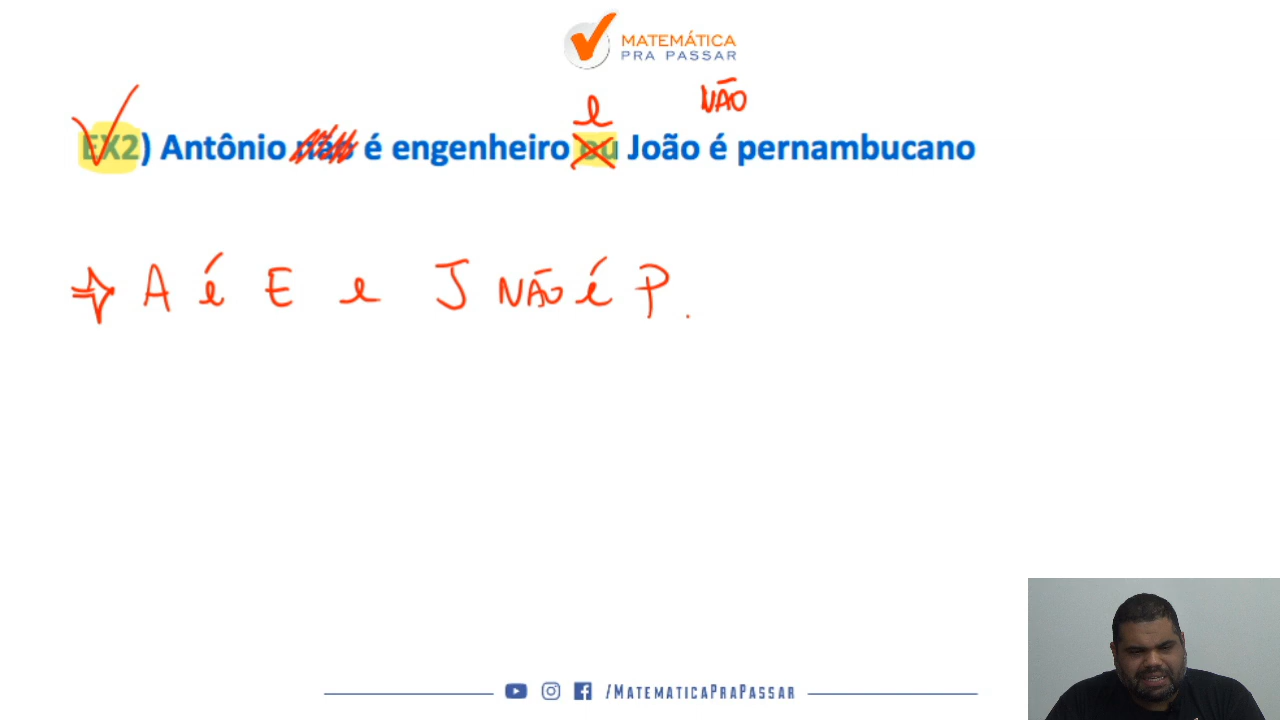 MATEMÁTICA
PRA PASSAR
e NÃO
EX2) Antônio não é engenheiro ou João é pernambucano
⇒ A é E e J NÃO é P.
/MATEMATICAPRAPASSAR